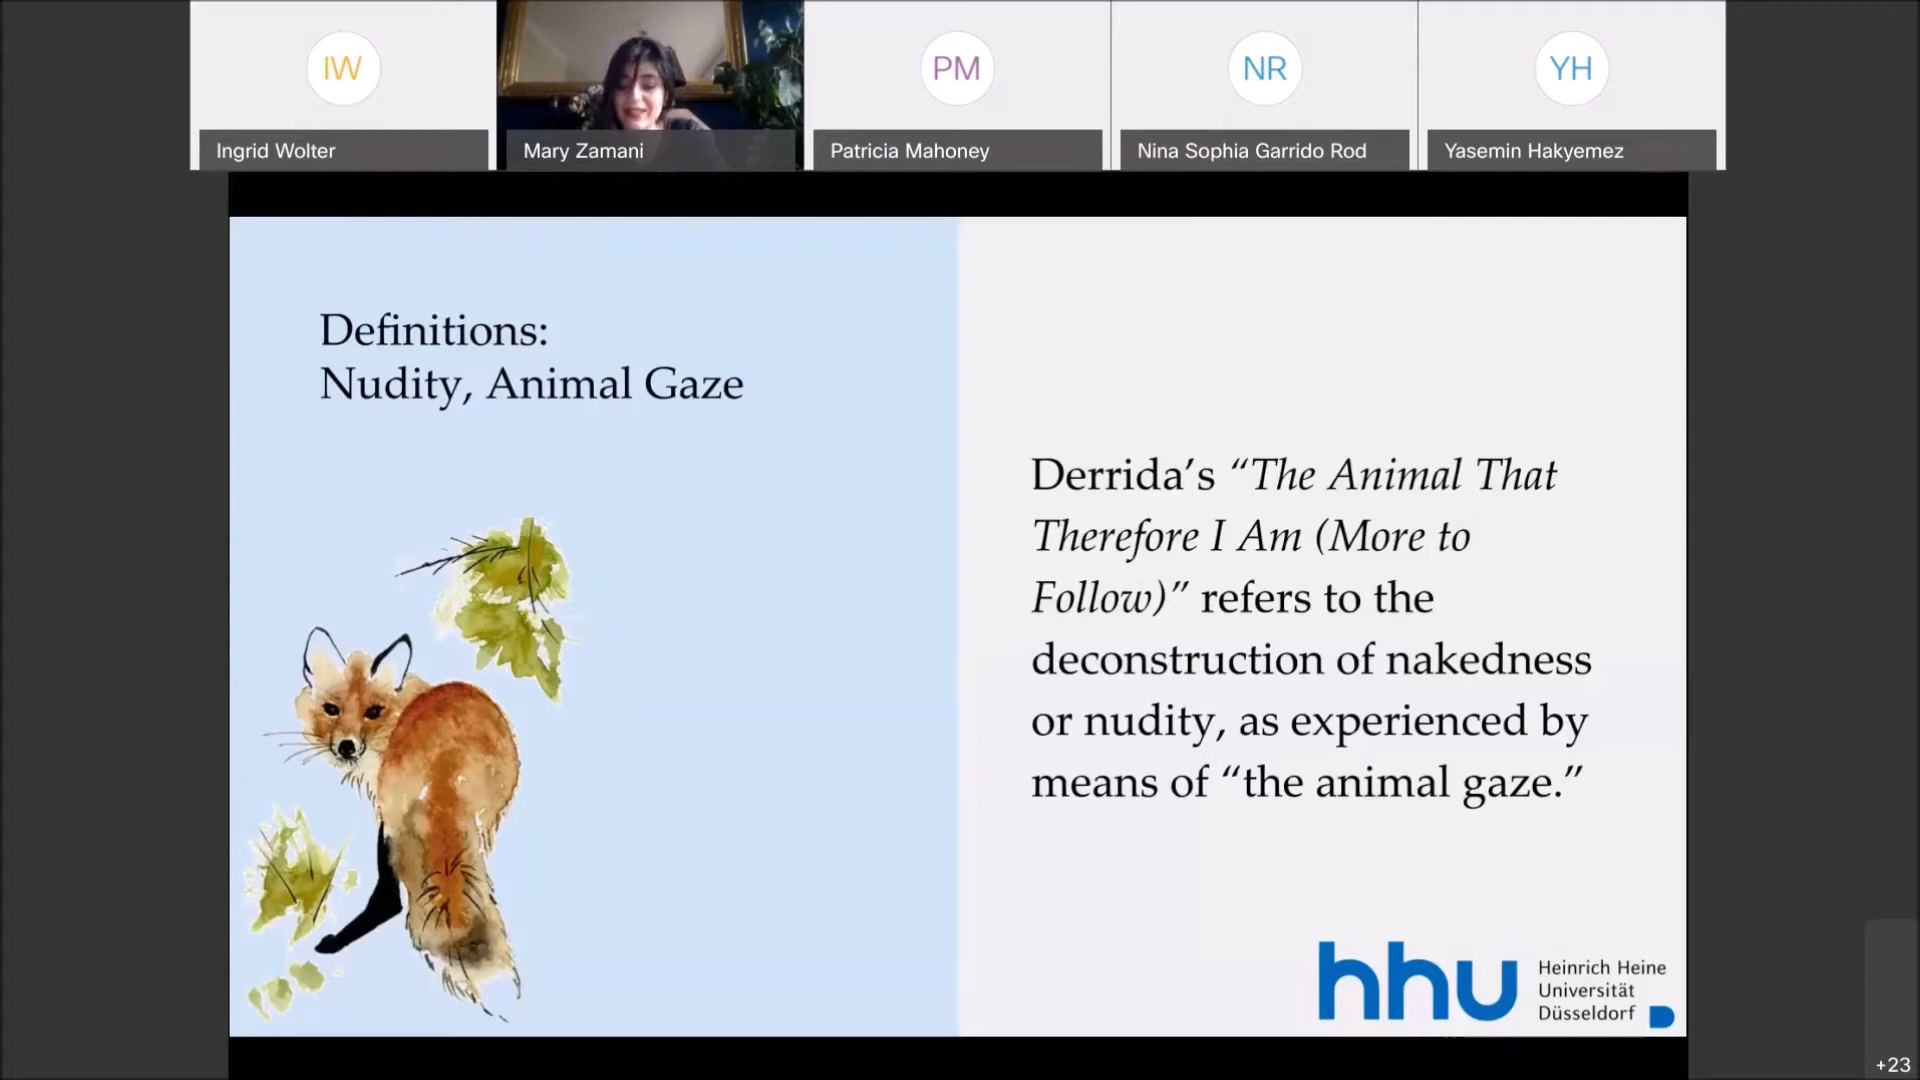 IW
PM
NR
YH
Ingrid Wolter
Mary Zamani
Patricia Mahoney
Nina Sophia Garrido Rod
Yasemin Hakyemez
Definitions:
Nudity, Animal Gaze
Derrida’s “The Animal That
Therefore I Am (More to
Follow)” refers to the
deconstruction of nakedness
or nudity, as experienced by
means of “the animal gaze.”
hhu
Heinrich Heine
Universität
Düsseldorf
+23